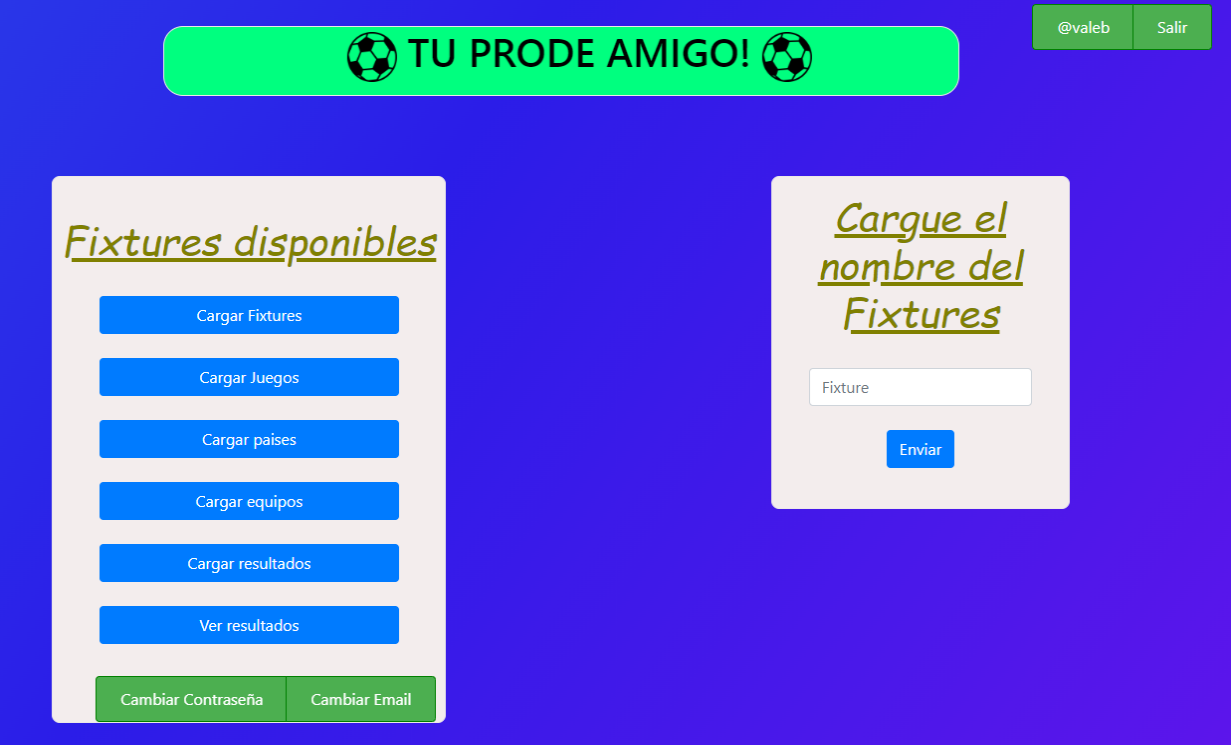 @valeb Salir
TU PRODE AMIGO!
Fixtures disponibles
Cargar Fixtures
Cargar Juegos
Cargar paises
Cargar equipos
Cargar resultados
Ver resultados
Cambiar Contraseña Cambiar Email
Cargue el
nombre del
Fixtures
Fixture
Enviar